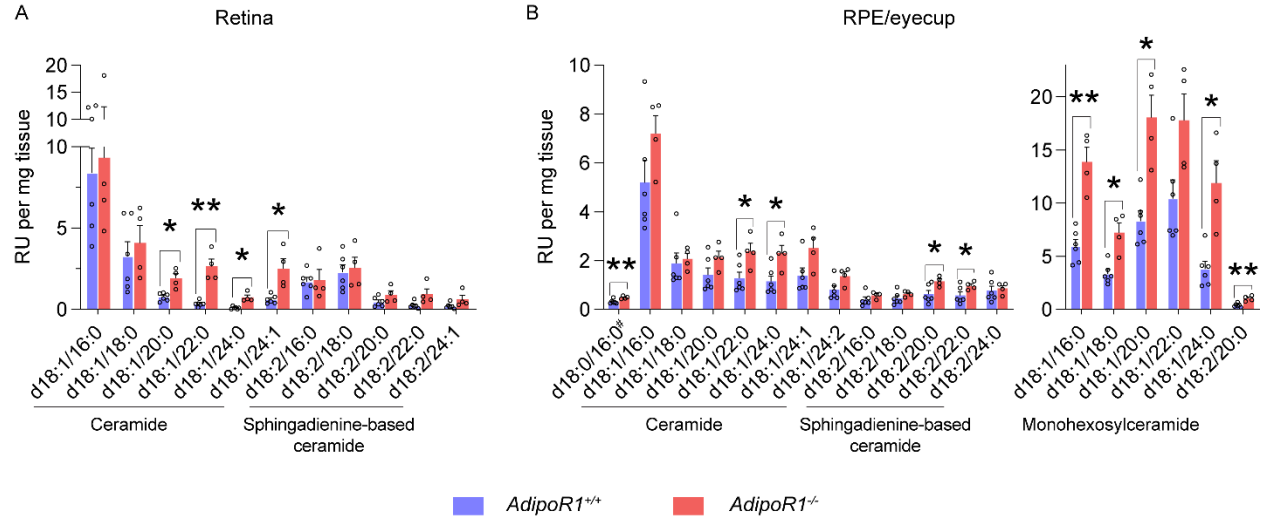 A
Retina
B
RPE/eyecup
RU per mg tissue
20
15
10
10
5
0
*
**
*
*
d18:1/16:0
d18:1/18:0
d18:1/20:0
d18:1/22:0
d18:1/24:0
d18:1/24:1
d18:2/16:0
d18:2/18:0
d18:2/20:0
d18:2/22:0
d18:2/24:1
Ceramide
Sphingadienine-based
ceramide
RU per mg tissue
10
8
6
4
2
0
**
*
*
*
*
d18:0/16:0#
d18:1/16:0
d18:1/18:0
d18:1/20:0
d18:1/22:0
d18:1/24:0
d18:1/24:1
d18:1/24:2
d18:2/16:0
d18:2/18:0
d18:2/20:0
d18:2/22:0
d18:2/24:0
Ceramide
Sphingadienine-based
ceramide
20
15
10
5
0
**
*
*
*
**
d18:1/16:0
d18:1/18:0
d18:1/20:0
d18:1/22:0
d18:1/24:0
d18:2/20:0
Monohexosylceramide
AdipoR1+/+
AdipoR1-/-